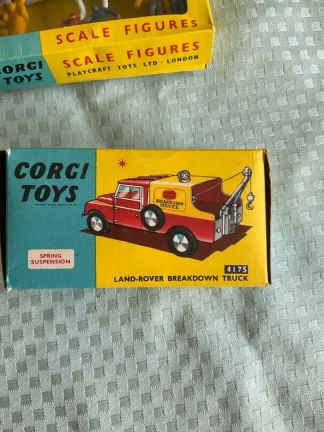 SCALE FIGURES
SCALE FIGURES
CORGI
TOYS
PLAYCRAFT TOYS LTD · LONDON
CORGI
TOYS
SPRING
SUSPENSION
BREAKDOWN
SERVICE
417S
LAND-ROVER BREAKDOWN TRUCK